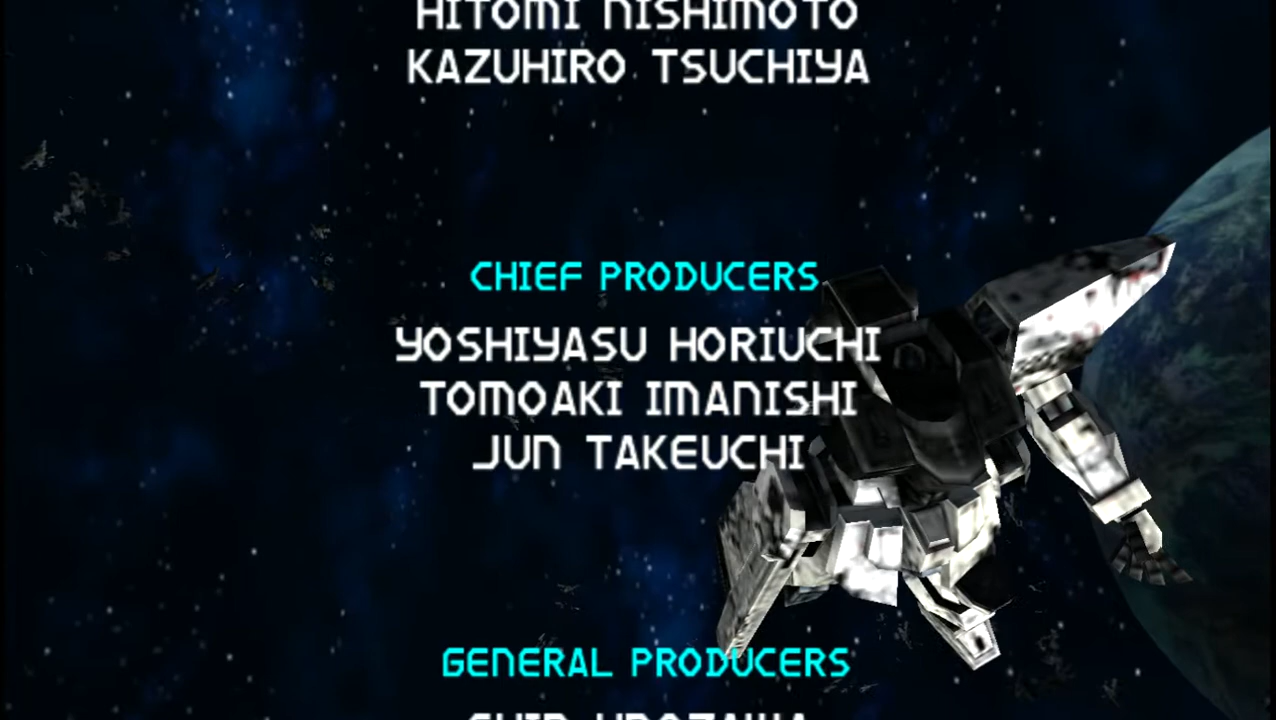 HITOMI NISHIMOTO
KAZUHIRO TSUCHIYA
CHIEF PRODUCERS
YOSHIYASU HORIUCHI
TOMOAKI IMANISHI
JUN TAKEUCHI
GENERAL PRODUCERS